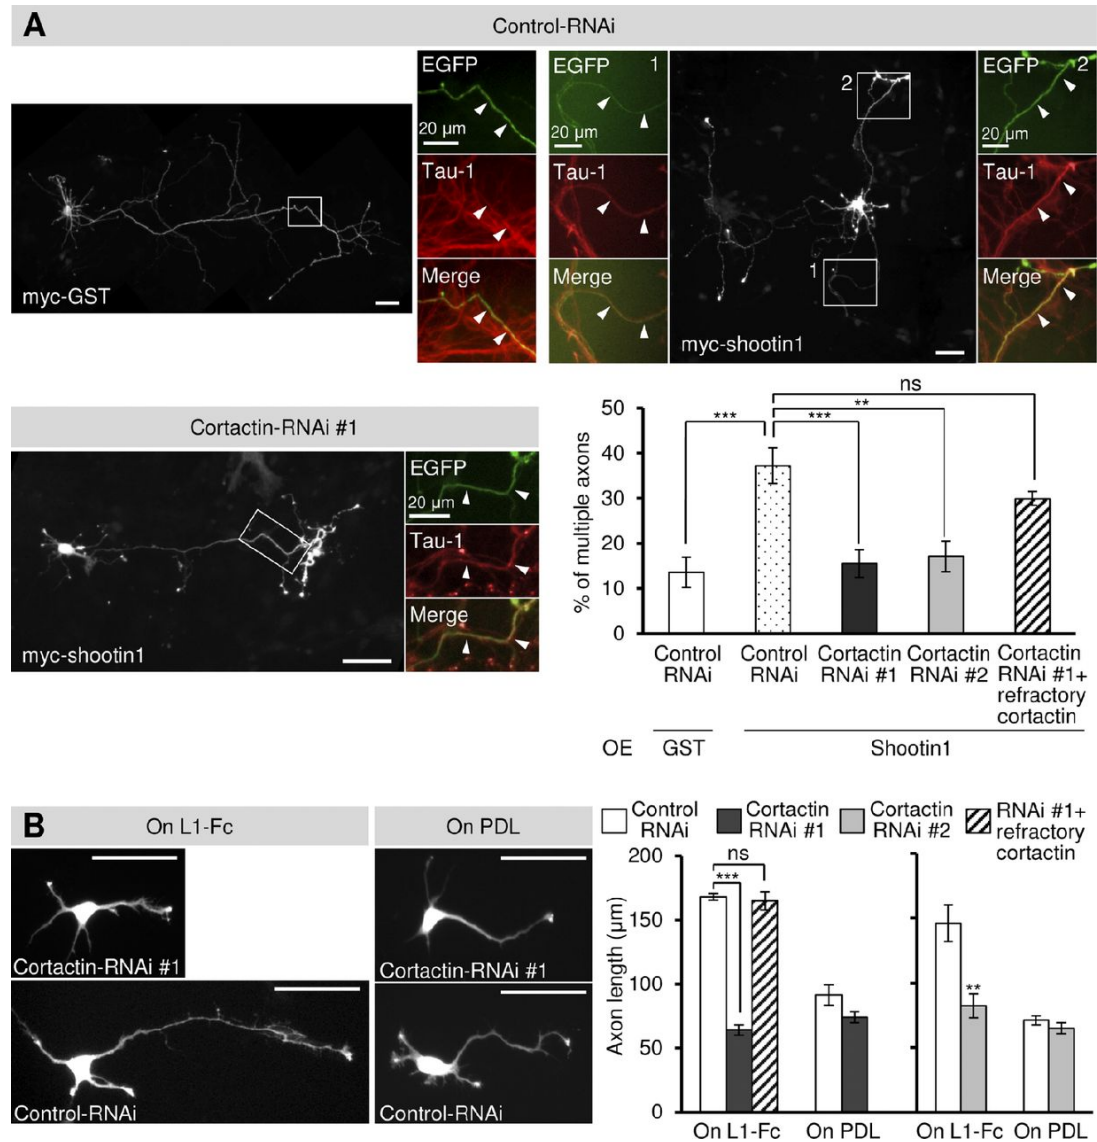 A
Control-RNAi
EGFP
20 µm
Tau-1
Merge
myc-GST
EGFP 1
20 µm
Tau-1
Merge
2
1
myc-shootin1
EGFP 2
20 µm
Tau-1
Merge
Cortactin-RNAi #1
EGFP
20 µm
Tau-1
Merge
myc-shootin1
% of multiple axons
50
40
30
20
10
0
ns
**
*** ***
Control
RNAi
Control
RNAi
Cortactin
RNAi #1
Cortactin
RNAi #2
Cortactin
RNAi #1+
refractory
cortactin
OE GST Shootin1
B
On L1-Fc
On PDL
Cortactin-RNAi #1
Cortactin-RNAi #1
Control-RNAi
Control-RNAi
Control
RNAi
Cortactin
RNAi #1
Cortactin
RNAi #2
RNAi #1+
refractory
cortactin
Axon length (µm)
200
150
100
50
0
ns
***
**
On L1-Fc On PDL On L1-Fc On PDL